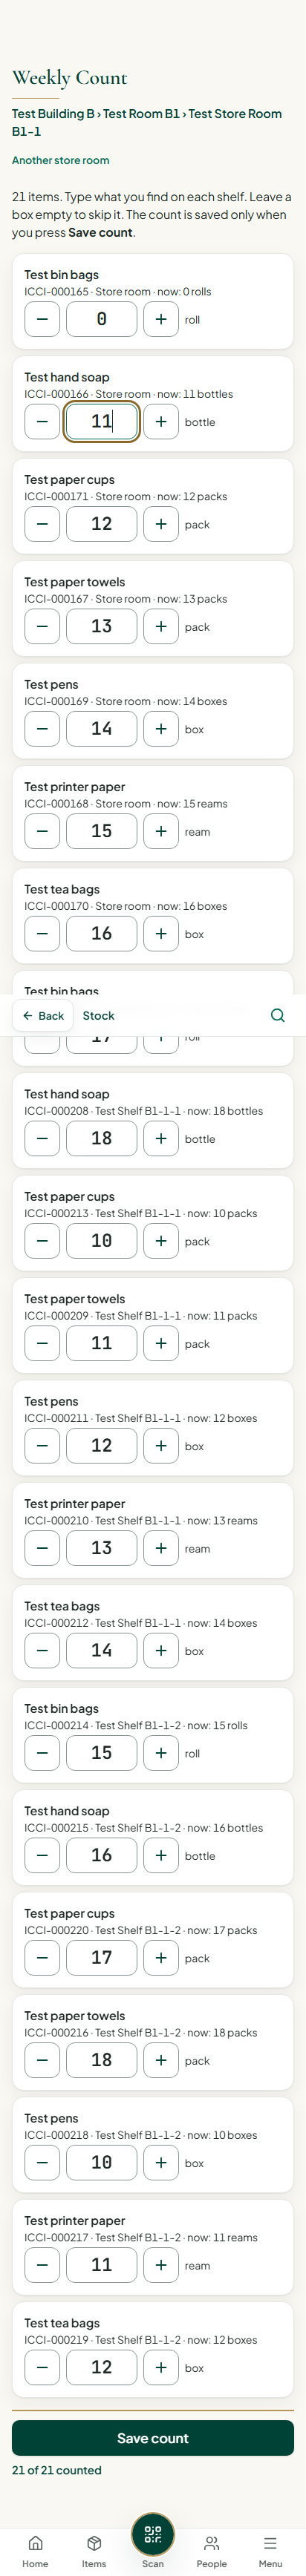 Weekly Count
Test Building B › Test Room B1 › Test Store Room
B1-1
Another store room
21 items. Type what you find on each shelf. Leave a
box empty to skip it. The count is saved only when
you press Save count.
Test bin bags
ICCI-000165 · Store room · now: 0 rolls
− 0 + roll
Test hand soap
ICCI-000166 · Store room · now: 11 bottles
− 11 + bottle
Test paper cups
ICCI-000171 · Store room · now: 12 packs
− 12 + pack
Test paper towels
ICCI-000167 · Store room · now: 13 packs
− 13 + pack
Test pens
ICCI-000169 · Store room · now: 14 boxes
− 14 + box
Test printer paper
ICCI-000168 · Store room · now: 15 reams
− 15 + ream
Test tea bags
ICCI-000170 · Store room · now: 16 boxes
− 16 + box
Test bin bags
← Back Stock
− 17 + roll
Test hand soap
ICCI-000208 · Test Shelf B1-1-1 · now: 18 bottles
− 18 + bottle
Test paper cups
ICCI-000213 · Test Shelf B1-1-1 · now: 10 packs
− 10 + pack
Test paper towels
ICCI-000209 · Test Shelf B1-1-1 · now: 11 packs
− 11 + pack
Test pens
ICCI-000211 · Test Shelf B1-1-1 · now: 12 boxes
− 12 + box
Test printer paper
ICCI-000210 · Test Shelf B1-1-1 · now: 13 reams
− 13 + ream
Test tea bags
ICCI-000212 · Test Shelf B1-1-1 · now: 14 boxes
− 14 + box
Test bin bags
ICCI-000214 · Test Shelf B1-1-2 · now: 15 rolls
− 15 + roll
Test hand soap
ICCI-000215 · Test Shelf B1-1-2 · now: 16 bottles
− 16 + bottle
Test paper cups
ICCI-000220 · Test Shelf B1-1-2 · now: 17 packs
− 17 + pack
Test paper towels
ICCI-000216 · Test Shelf B1-1-2 · now: 18 packs
− 18 + pack
Test pens
ICCI-000218 · Test Shelf B1-1-2 · now: 10 boxes
− 10 + box
Test printer paper
ICCI-000217 · Test Shelf B1-1-2 · now: 11 reams
− 11 + ream
Test tea bags
ICCI-000219 · Test Shelf B1-1-2 · now: 12 boxes
− 12 + box
Save count
21 of 21 counted
Home Items Scan People Menu